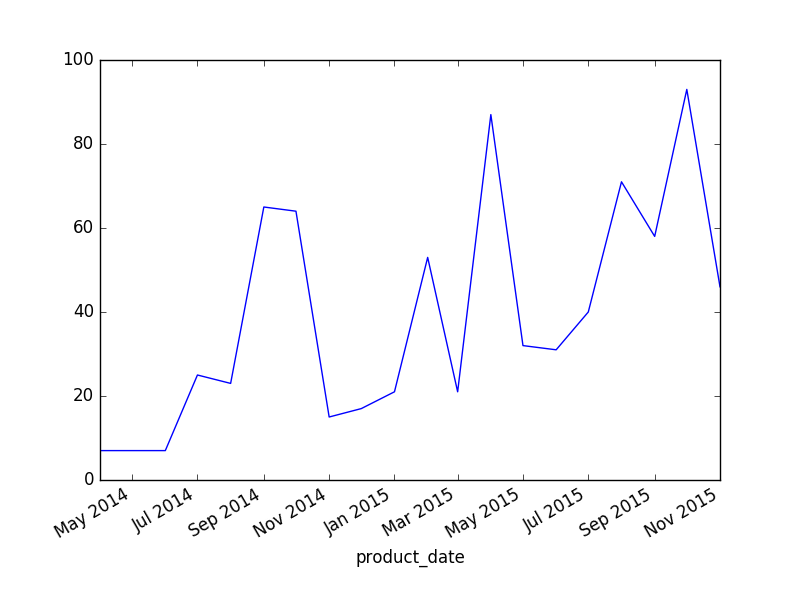 100
80
60
40
20
0
May 2014
Jul 2014
Sep 2014
Nov 2014
Jan 2015
Mar 2015
May 2015
Jul 2015
Sep 2015
Nov 2015
product_date